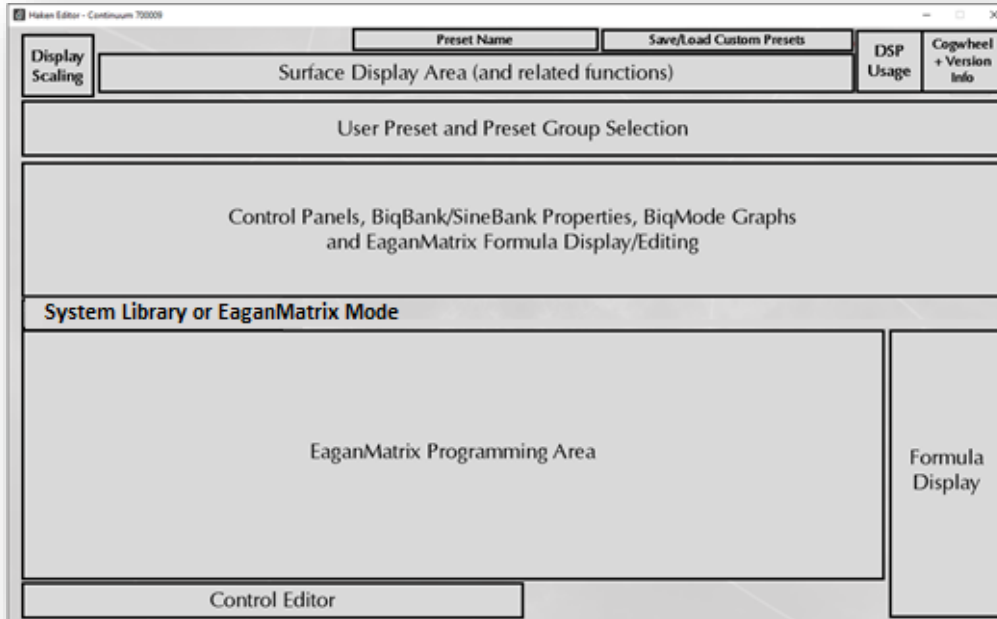 Haken Editor - Continuum 700009
Display
Scaling
Preset Name
Save/Load Custom Presets
Surface Display Area (and related functions)
DSP
Usage
Cogwheel
+ Version
Info
User Preset and Preset Group Selection
Control Panels, BiqBank/SineBank Properties, BiqMode Graphs
and EaganMatrix Formula Display/Editing
System Library or EaganMatrix Mode
EaganMatrix Programming Area
Formula
Display
Control Editor